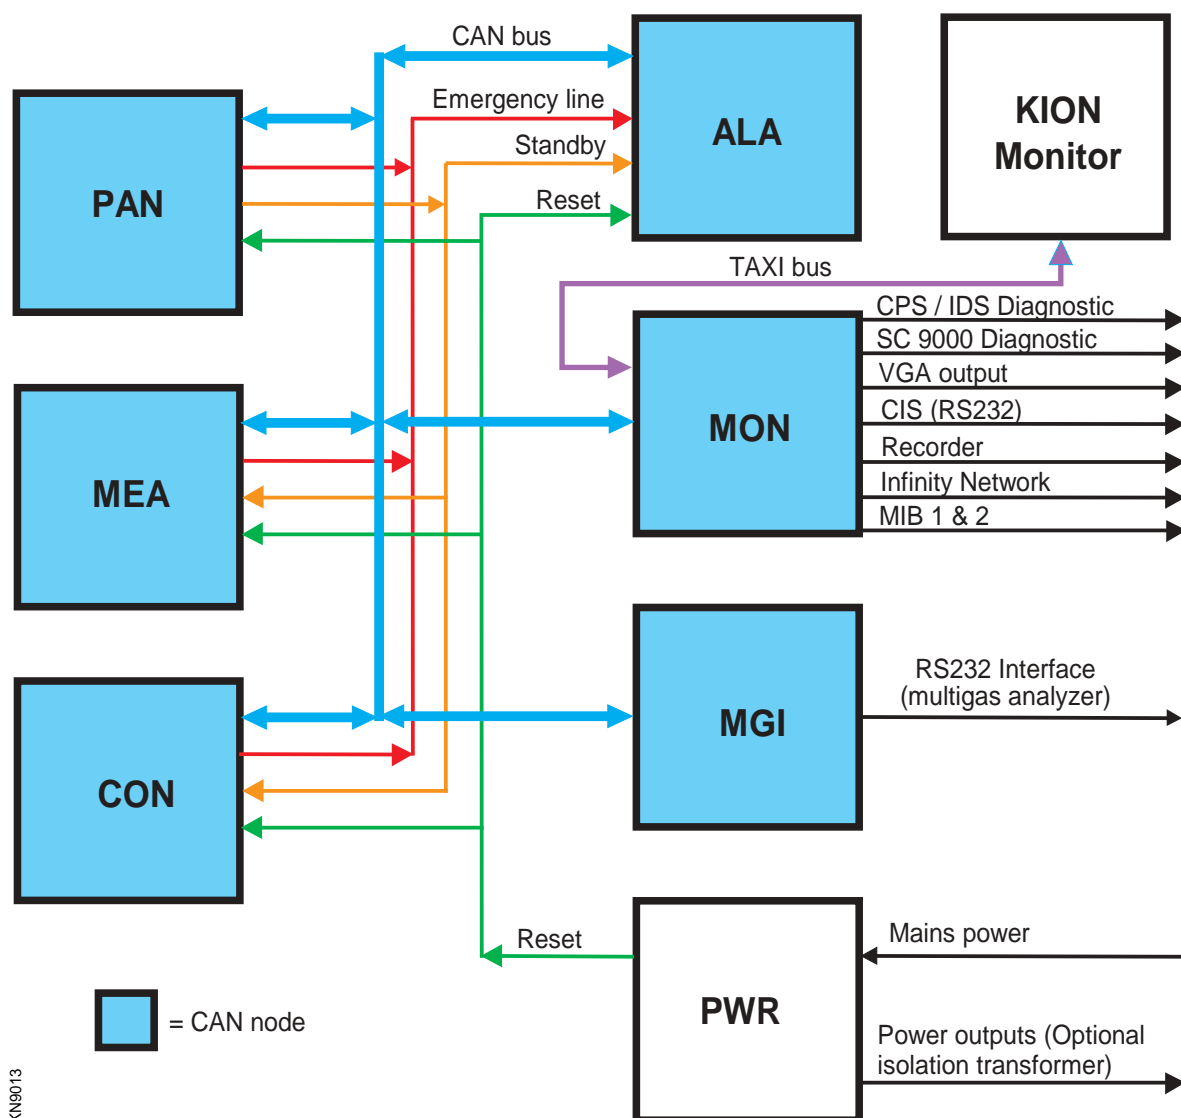 CAN bus
Emergency line
Standby
Reset
PAN
ALA
KION
Monitor
TAXI bus
MEA
MON
CPS / IDS Diagnostic
SC 9000 Diagnostic
VGA output
CIS (RS232)
Recorder
Infinity Network
MIB 1 & 2
CON
MGI
RS232 Interface
(multigas analyzer)
Reset
PWR
Mains power
Power outputs (Optional
isolation transformer)
= CAN node
KN9013